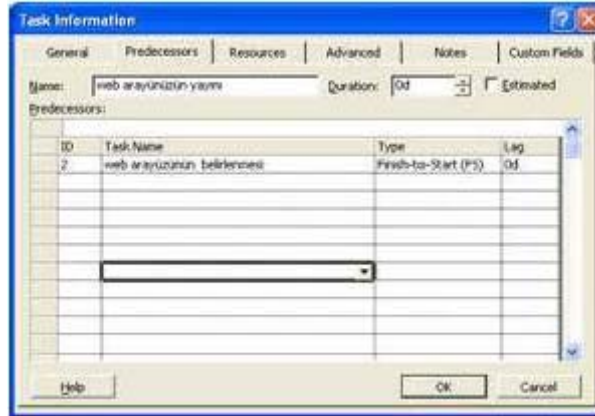 Task Information
General Predecessors Resources Advanced Notes Custom Fields
Name: web arayünüzün yayını Duration: 0d Estimated
Predecessors:
ID Task Name Type Lag
2 web arayüzünün belirlenmesi Finish-to-Start (FS) 0d
Help OK Cancel